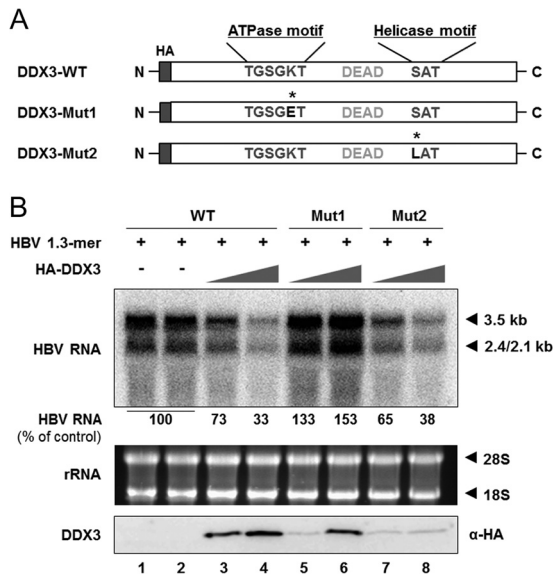 A
ATPase motif Helicase motif
HA
DDX3-WT N TGSGKT DEAD SAT C
*
DDX3-Mut1 N TGSGET DEAD SAT C
*
DDX3-Mut2 N TGSGKT DEAD LAT C
B
WT Mut1 Mut2
HBV 1.3-mer + + + + + + + +
HA-DDX3 - -
HBV RNA
3.5 kb
2.4/2.1 kb
HBV RNA 100 73 33 133 153 65 38
(% of control)
rRNA
28S
18S
DDX3 α-HA
1 2 3 4 5 6 7 8